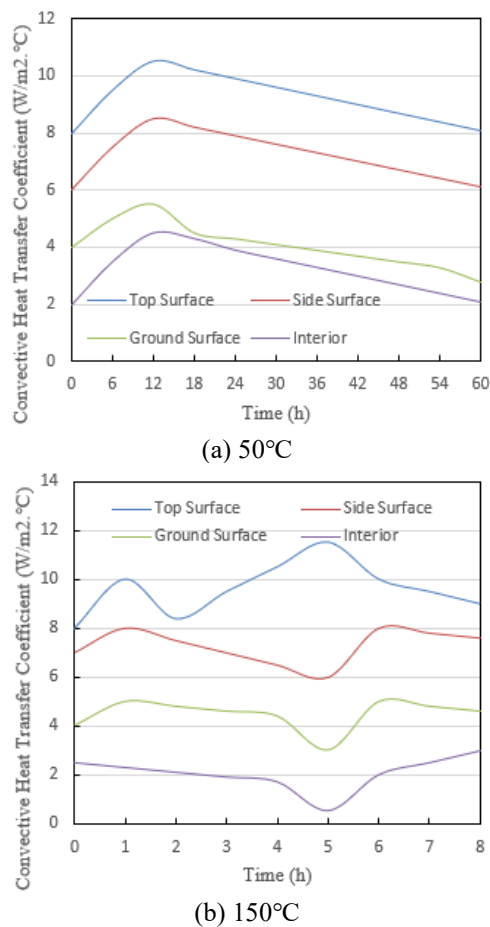 Convective Heat Transfer Coefficient (W/m2.°C)
12
10
8
6
4
2
0
Top Surface
Side Surface
Ground Surface
Interior
0 6 12 18 24 30 36 42 48 54 60
Time (h)
(a) 50°C
Convective Heat Transfer Coefficient (W/m2.°C)
14
12
10
8
6
4
2
0
Top Surface
Side Surface
Ground Surface
Interior
0 1 2 3 4 5 6 7 8
Time (h)
(b) 150°C